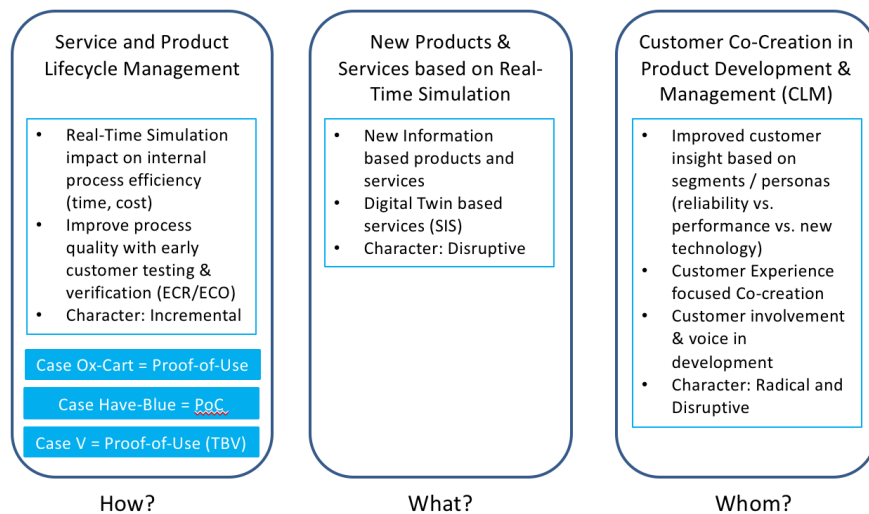 Service and Product
Lifecycle Management
• Real-Time Simulation
impact on internal
process efficiency
(time, cost)
• Improve process
quality with early
customer testing &
verification (ECR/ECO)
• Character: Incremental
Case Ox-Cart = Proof-of-Use
Case Have-Blue = PoC
Case V = Proof-of-Use (TBV)
How?
New Products &
Services based on Real-
Time Simulation
• New Information
based products and
services
• Digital Twin based
services (SIS)
• Character: Disruptive
What?
Customer Co-Creation in
Product Development &
Management (CLM)
• Improved customer
insight based on
segments / personas
(reliability vs.
performance vs. new
technology)
• Customer Experience
focused Co-creation
• Customer involvement
& voice in
development
• Character: Radical and
Disruptive
Whom?